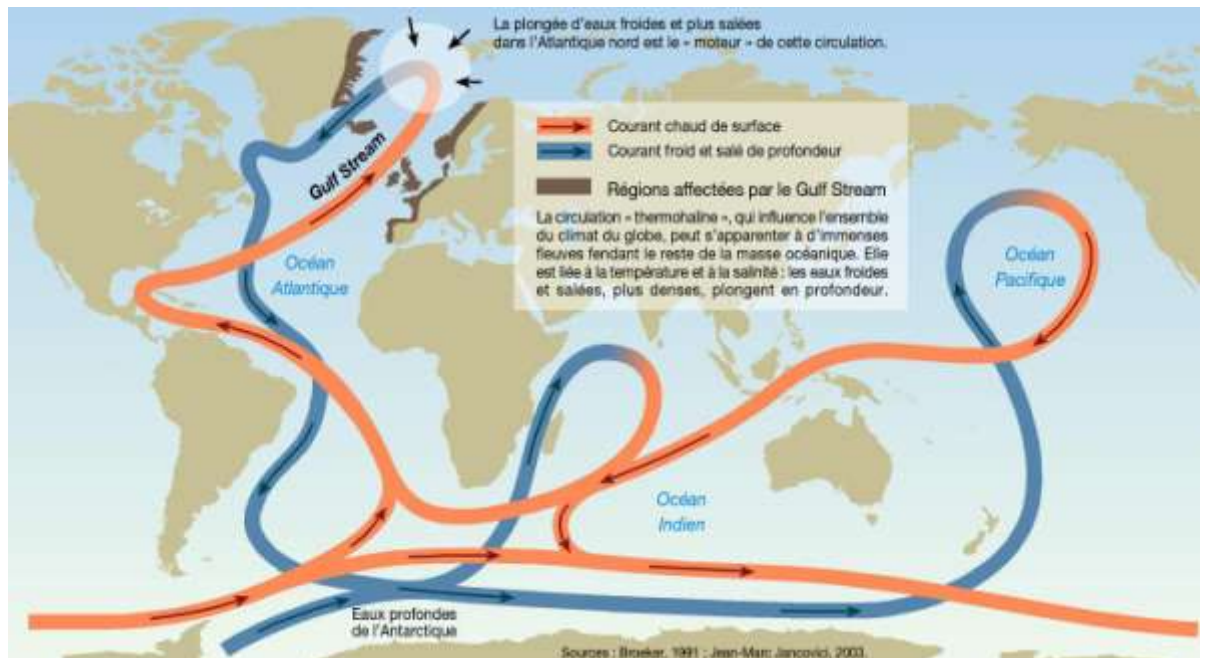 La plongée d'eaux froides et plus salées
dans l'Atlantique nord est le « moteur » de cette circulation.
Courant chaud de surface
Courant froid et salé de profondeur
Régions affectées par le Gulf Stream
La circulation « thermohaline », qui influence l'ensemble
du climat du globe, peut s'apparenter à d'immenses
fleuves fendant le reste de la masse océanique. Elle
est liée à la température et à la salinité : les eaux froides
et salées, plus denses, plongent en profondeur.
Gulf Stream
Océan
Atlantique
Océan
Pacifique
Océan
Indien
Eaux profondes
de l'Antarctique
Sources : Broeker, 1991 ; Jean-Marc Jancovici, 2003.